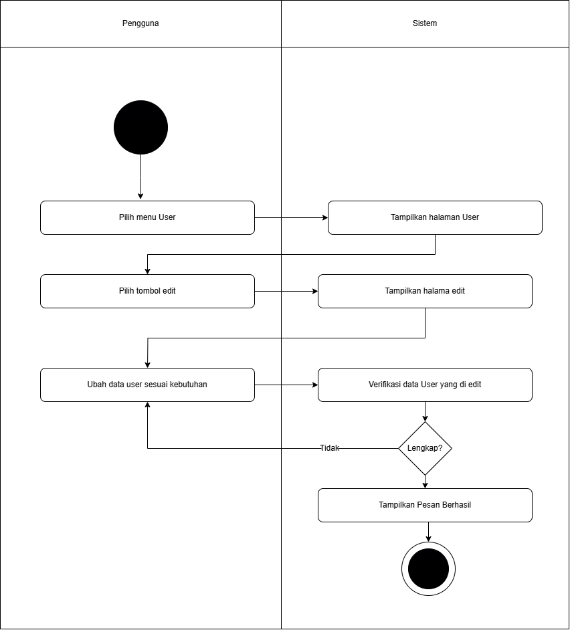 Pengguna
Sistem
Pilih menu User
Tampilkan halaman User
Pilih tombol edit
Tampilkan halama edit
Ubah data user sesuai kebutuhan
Verifikasi data User yang di edit
Tidak
Lengkap?
Tampilkan Pesan Berhasil